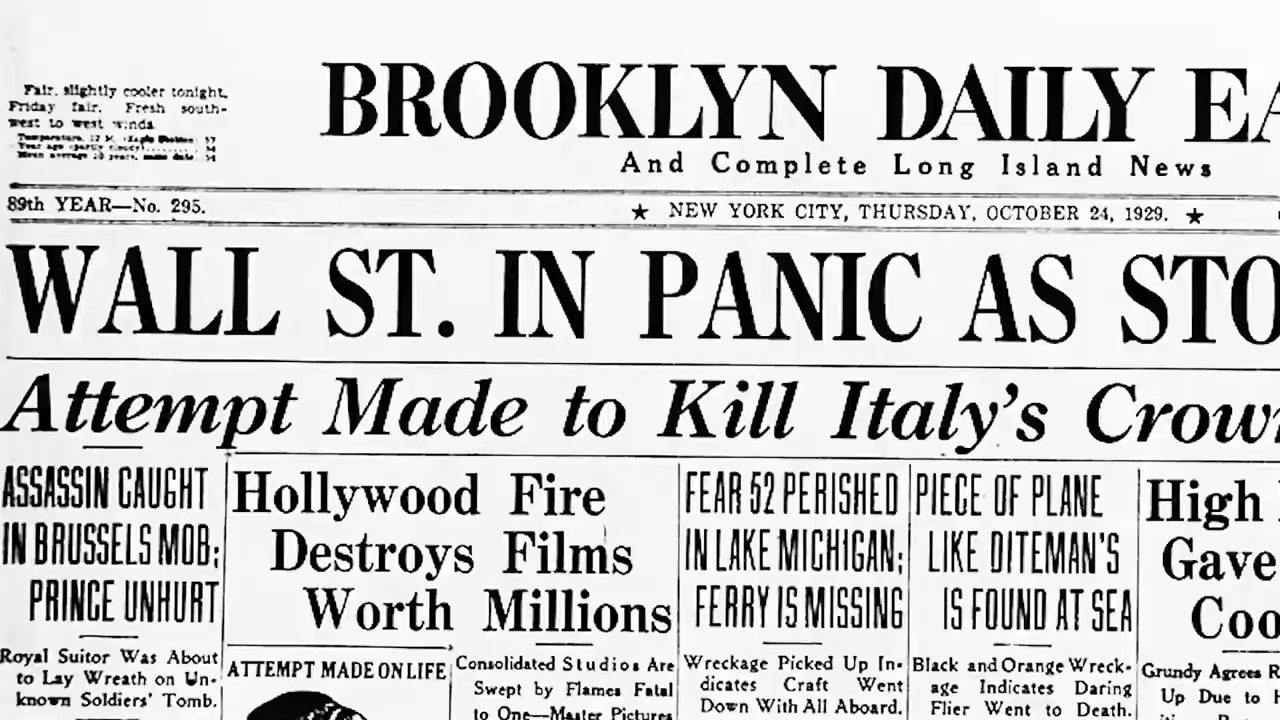 Fair, slightly cooler tonight.
Friday fair. Fresh south-
west to west winds.
BROOKLYN DAILY EA
And Complete Long Island News
89th YEAR—No. 295.
★ NEW YORK CITY, THURSDAY, OCTOBER 24, 1929. ★
WALL ST. IN PANIC AS STO
Attempt Made to Kill Italy's Crow
ASSASSIN CAUGHT
IN BRUSSELS MOB;
PRINCE UNHURT
Royal Suitor Was About
to Lay Wreath on Un-
known Soldiers' Tomb.
Hollywood Fire
Destroys Films
Worth Millions
ATTEMPT MADE ON LIFE
Consolidated Studios Are
Swept by Flames Fatal
to One—Master Pictures
FEAR 52 PERISHED
IN LAKE MICHIGAN;
FERRY IS MISSING
Wreckage Picked Up In-
dicates Craft Went
Down With All Aboard.
PIECE OF PLANE
LIKE DITEMAN'S
IS FOUND AT SEA
Black and Orange Wreck-
age Indicates Daring
Flier Went to Death.
High
Gave
Coo
Grundy Agrees R
Up Due to